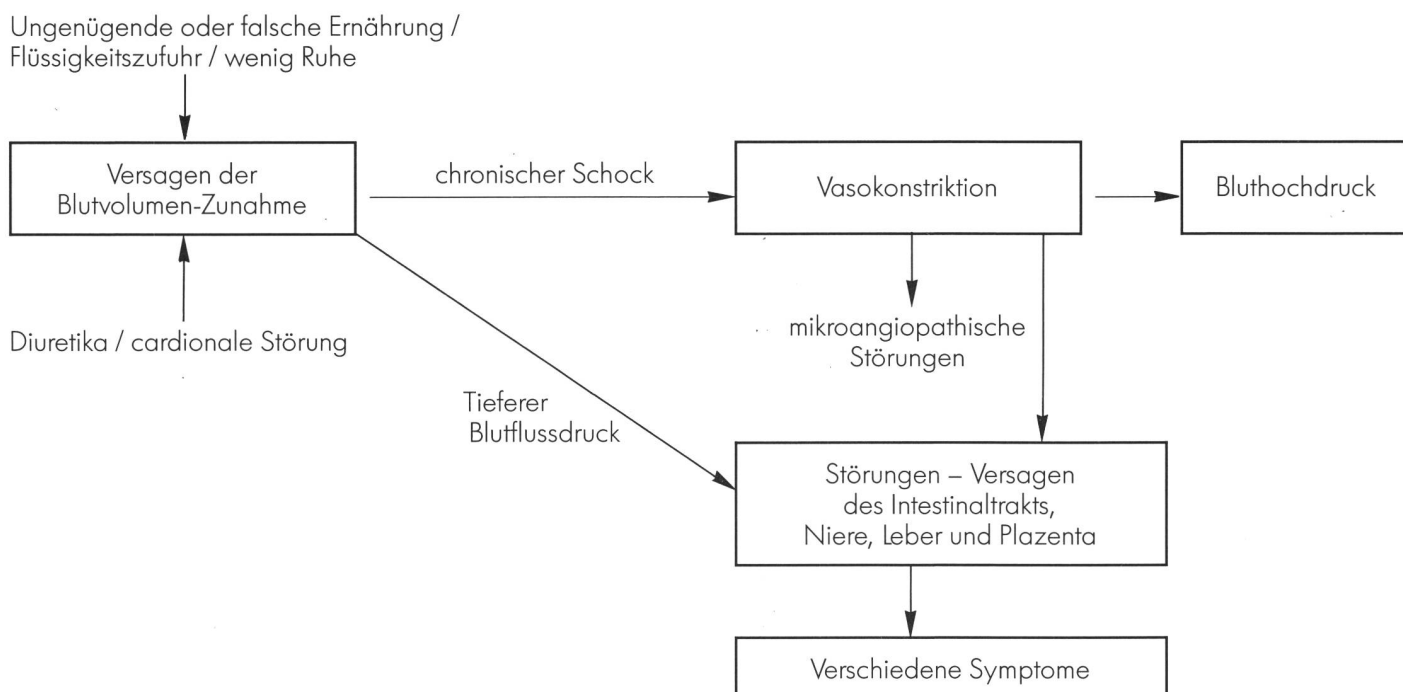 Ungenügende oder falsche Ernährung /
Flüssigkeitszufuhr / wenig Ruhe
Versagen der
Blutvolumen-Zunahme
chronischer Schock
Vasokonstriktion
Bluthochdruck
Diuretika / cardionale Störung
mikroangiopathische
Störungen
Tieferer
Blutflussdruck
Störungen – Versagen
des Intestinaltrakts,
Niere, Leber und Plazenta
Verschiedene Symptome